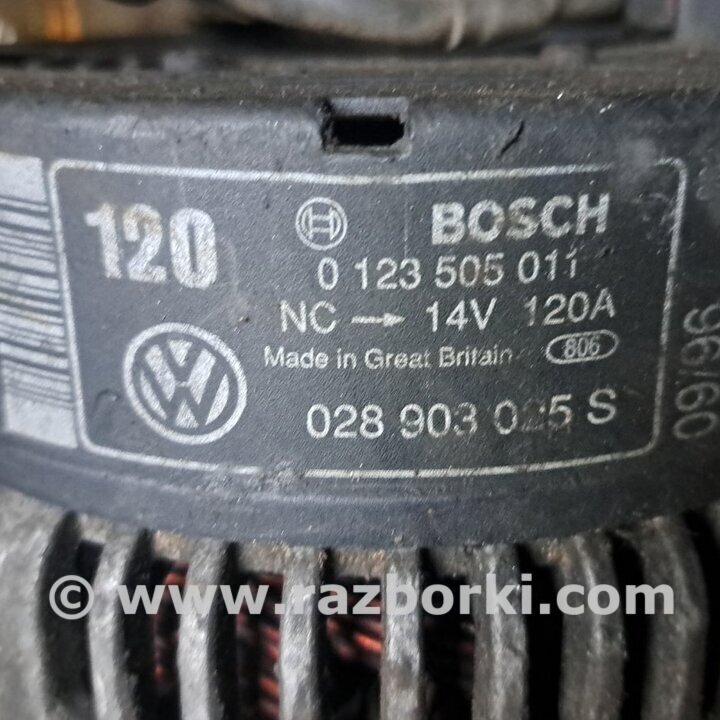 120
BOSCH
0 123 505 011
NC → 14V 120A
Made in Great Britain 806
028 903 025 S
09/96
© www.razborki.com